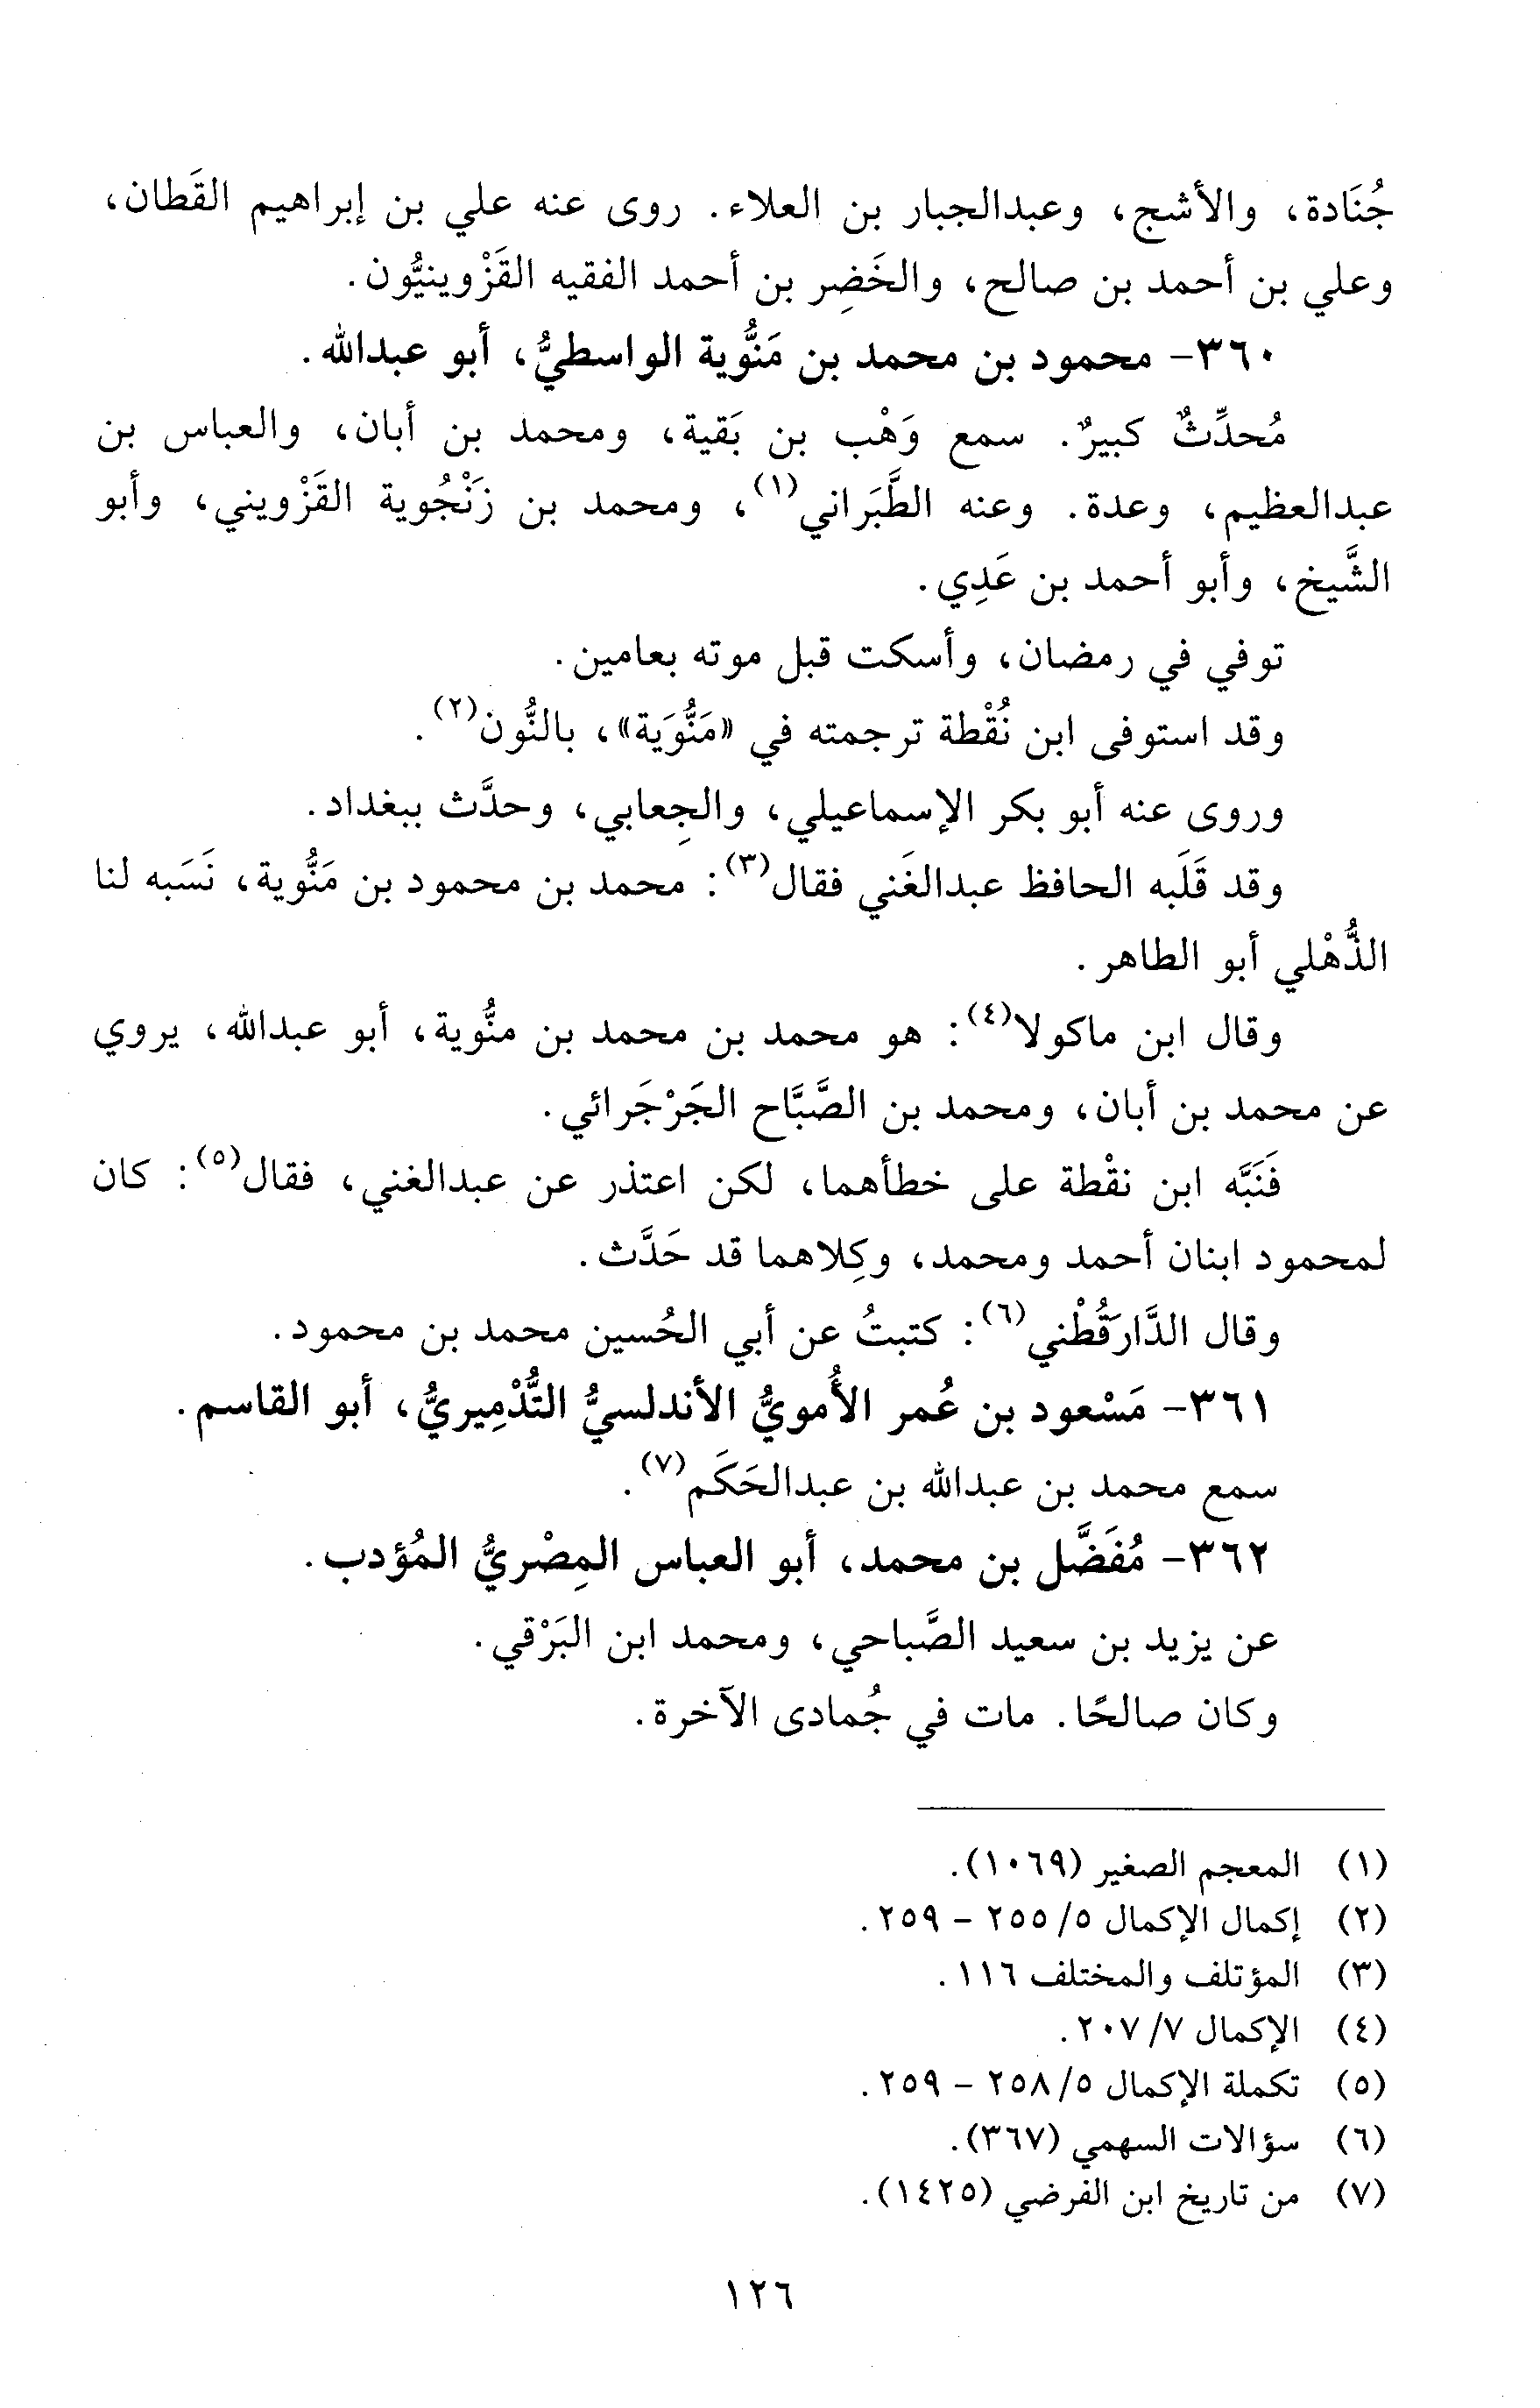 جُنَادة، والأشج، وعبدالجبار بن العلاء. روى عنه علي بن إبراهيم القَطان،
وعلي بن أحمد بن صالح، والخَضِر بن أحمد الفقيه القَزْوينيُّون.
٣٦٠- محمود بن محمد بن مَنُّوية الواسطيُّ، أبو عبدالله.
مُحدِّثٌ كبيرٌ. سمع وَهْب بن بَقية، ومحمد بن أبان، والعباس بن
عبدالعظيم، وعدة. وعنه الطَّبَراني(١)، ومحمد بن زَنْجُوية القَزْويني، وأبو
الشَّيخ، وأبو أحمد بن عَدِي.
توفي في رمضان، وأسكت قبل موته بعامين.
وقد استوفى ابن نُقْطة ترجمته في «مَنُّوَية»، بالنُّون(٢).
وروى عنه أبو بكر الإسماعيلي، والجِعابي، وحدَّث ببغداد.
وقد قَلَبه الحافظ عبدالغَني فقال(٣): محمد بن محمود بن مَنُّوية، نَسَبه لنا
الذُّهْلي أبو الطاهر.
وقال ابن ماكولا(٤): هو محمد بن محمد بن منُّوية، أبو عبدالله، يروي
عن محمد بن أبان، ومحمد بن الصَّبَّاح الجَرْجَرائي.
فَنَبَّه ابن نقْطة على خطأهما، لكن اعتذر عن عبدالغني، فقال(٥): كان
لمحمود ابنان أحمد ومحمد، وكِلاهما قد حَدَّث.
وقال الدَّارَقُطْني(٦): كتبتُ عن أبي الحُسين محمد بن محمود.
٣٦١- مَسْعود بن عُمر الأُمويُّ الأندلسيُّ التُّدْمِيريُّ، أبو القاسم.
سمع محمد بن عبدالله بن عبدالحَكَم(٧).
٣٦٢- مُفَضَّل بن محمد، أبو العباس المِصْريُّ المُؤدب.
عن يزيد بن سعيد الصَّباحي، ومحمد ابن البَرْقي.
وكان صالحًا. مات في جُمادى الآخرة.
(١) المعجم الصغير (١٠٦٩).
(٢) إكمال الإكمال ٥/ ٢٥٥ - ٢٥٩.
(٣) المؤتلف والمختلف ١١٦.
(٤) الإكمال ٧/ ٢٠٧.
(٥) تكملة الإكمال ٥/ ٢٥٨ - ٢٥٩.
(٦) سؤالات السهمي (٣٦٧).
(٧) من تاريخ ابن الفرضي (١٤٢٥).
١٢٦